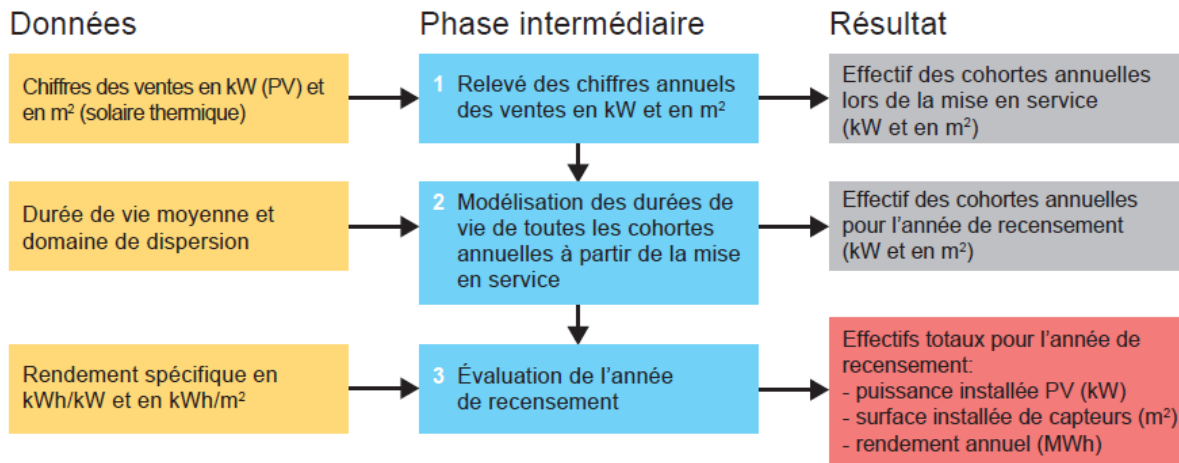 Données
Phase intermédiaire
Résultat
Chiffres des ventes en kW (PV) et
en m² (solaire thermique)
1 Relevé des chiffres annuels
des ventes en kW et en m²
Effectif des cohortes annuelles
lors de la mise en service
(kW et en m²)
Durée de vie moyenne et
domaine de dispersion
2 Modélisation des durées de
vie de toutes les cohortes
annuelles à partir de la mise
en service
Effectif des cohortes annuelles
pour l’année de recensement
(kW et en m²)
Rendement spécifique en
kWh/kW et en kWh/m²
3 Évaluation de l’année
de recensement
Effectifs totaux pour l’année de
recensement:
- puissance installée PV (kW)
- surface installée de capteurs (m²)
- rendement annuel (MWh)